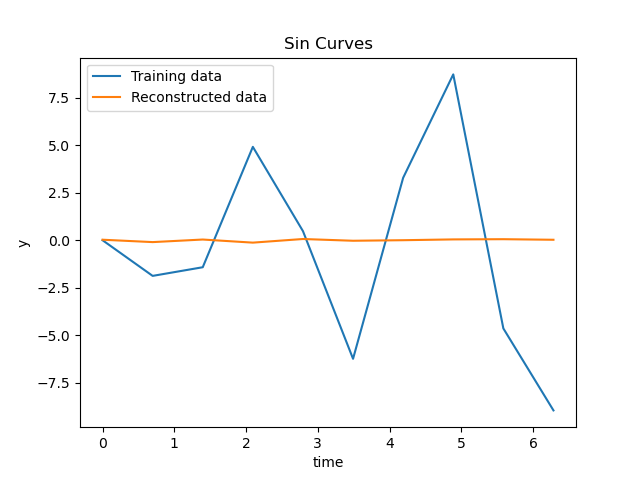 Sin Curves
Training data
Reconstructed data
7.5
5.0
2.5
0.0
−2.5
−5.0
−7.5
y
0 1 2 3 4 5 6
time